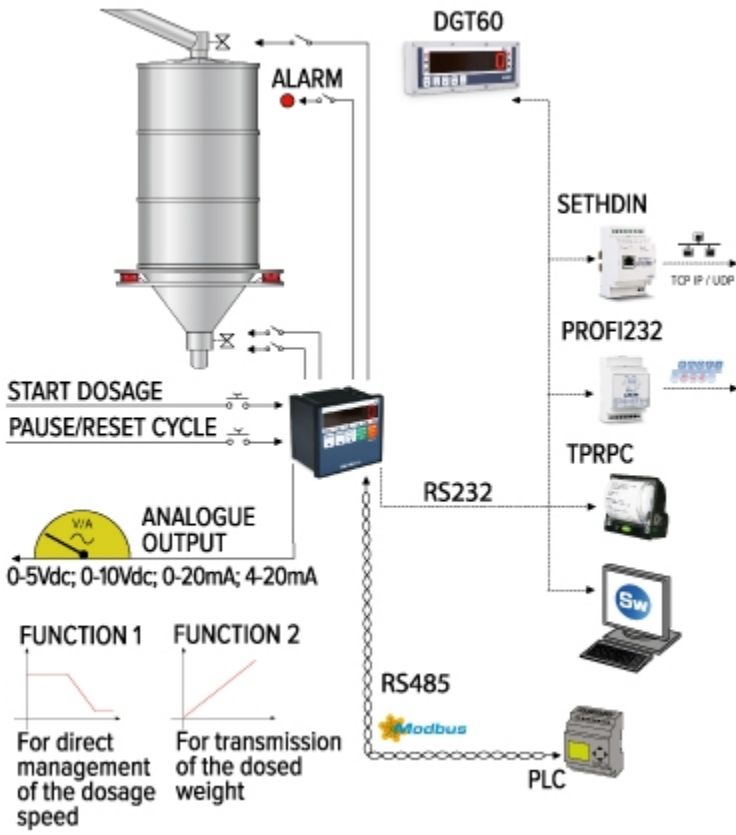 DGT60
ALARM
SETHDIN
TCP IP / UDP
PROFI232
START DOSAGE
PAUSE/RESET CYCLE
TPRPC
RS232
V/A
ANALOGUE
OUTPUT
0-5Vdc; 0-10Vdc; 0-20mA; 4-20mA
Sw
FUNCTION 1
FUNCTION 2
For direct
management
of the dosage
speed
For transmission
of the dosed
weight
RS485
Modbus
PLC